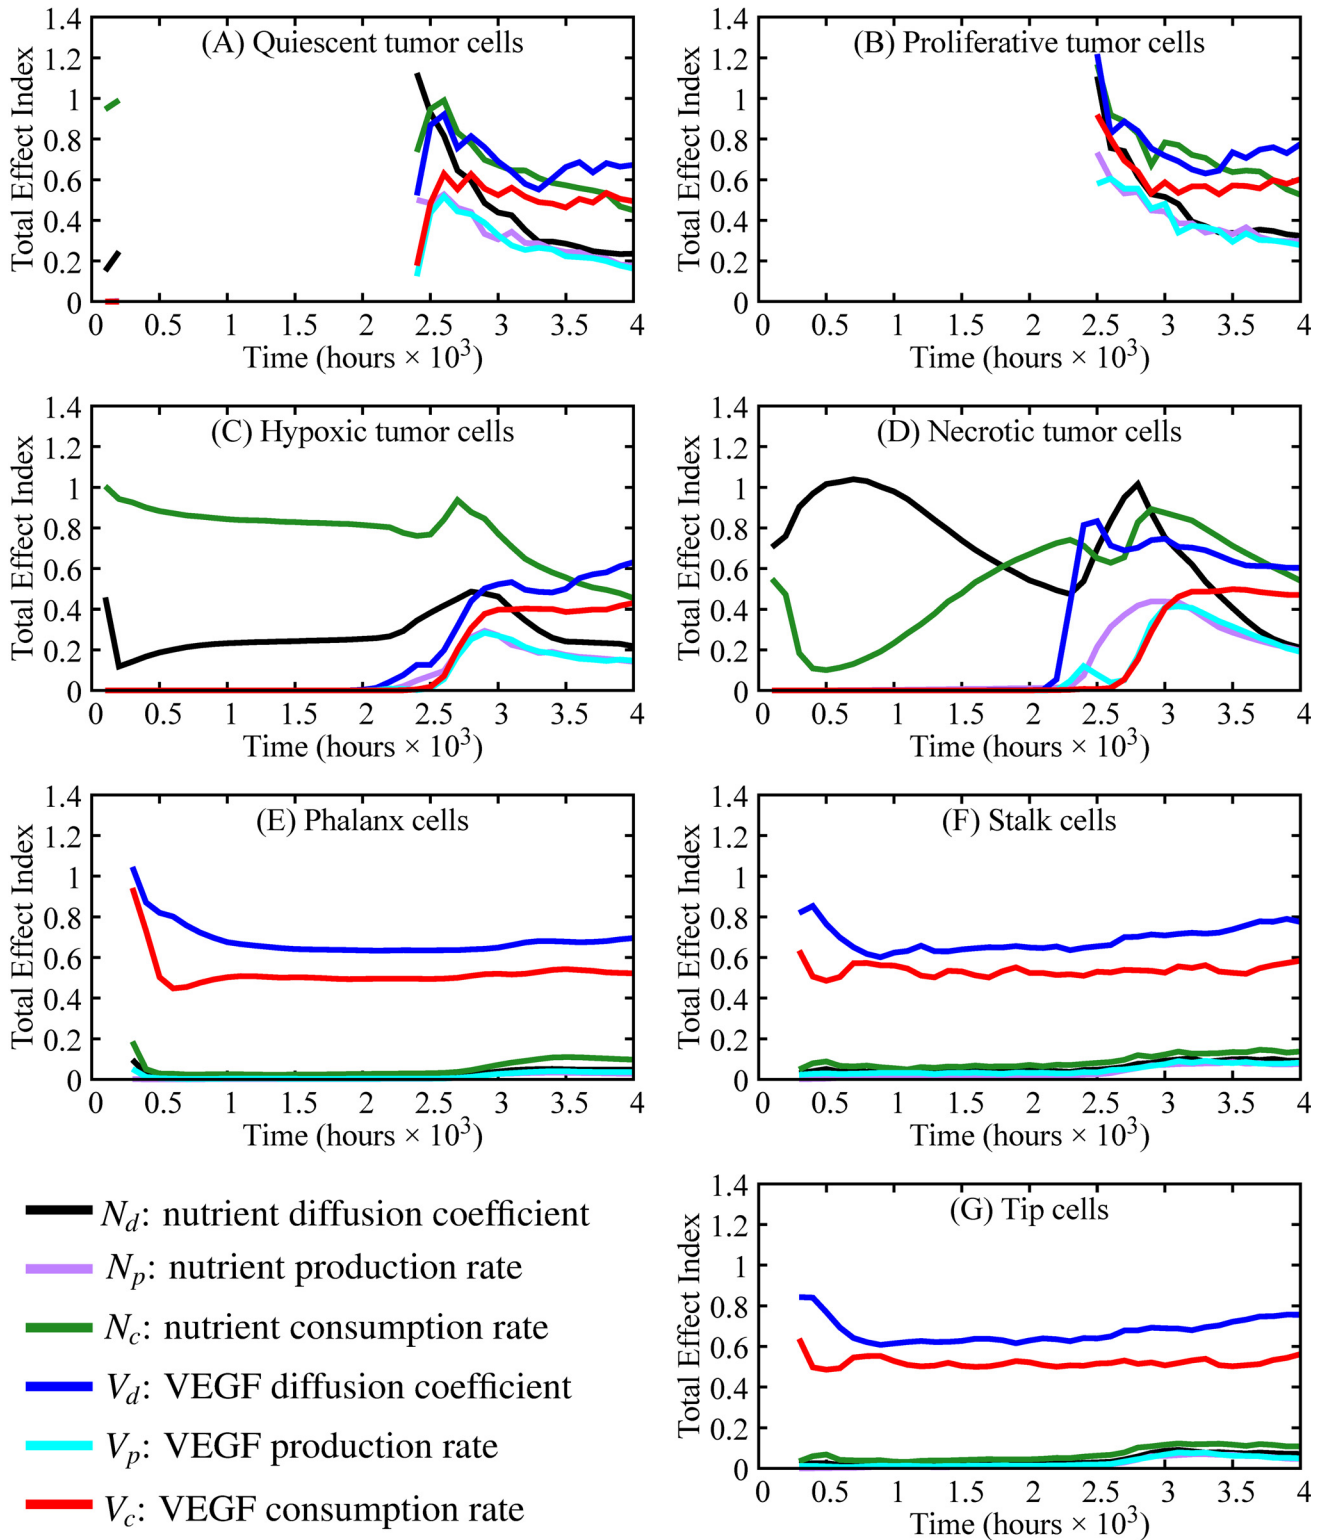 (A) Quiescent tumor cells
Total Effect Index
1.4
1.2
1
0.8
0.6
0.4
0.2
0
0 0.5 1 1.5 2 2.5 3 3.5 4
Time (hours × 10³)
(B) Proliferative tumor cells
Total Effect Index
1.4
1.2
1
0.8
0.6
0.4
0.2
0
0 0.5 1 1.5 2 2.5 3 3.5 4
Time (hours × 10³)
(C) Hypoxic tumor cells
Total Effect Index
1.4
1.2
1
0.8
0.6
0.4
0.2
0
0 0.5 1 1.5 2 2.5 3 3.5 4
Time (hours × 10³)
(D) Necrotic tumor cells
Total Effect Index
1.4
1.2
1
0.8
0.6
0.4
0.2
0
0 0.5 1 1.5 2 2.5 3 3.5 4
Time (hours × 10³)
(E) Phalanx cells
Total Effect Index
1.4
1.2
1
0.8
0.6
0.4
0.2
0
0 0.5 1 1.5 2 2.5 3 3.5 4
Time (hours × 10³)
(F) Stalk cells
Total Effect Index
1.4
1.2
1
0.8
0.6
0.4
0.2
0
0 0.5 1 1.5 2 2.5 3 3.5 4
Time (hours × 10³)
N_d: nutrient diffusion coefficient
N_p: nutrient production rate
N_c: nutrient consumption rate
V_d: VEGF diffusion coefficient
V_p: VEGF production rate
V_c: VEGF consumption rate
(G) Tip cells
Total Effect Index
1.4
1.2
1
0.8
0.6
0.4
0.2
0
0 0.5 1 1.5 2 2.5 3 3.5 4
Time (hours × 10³)